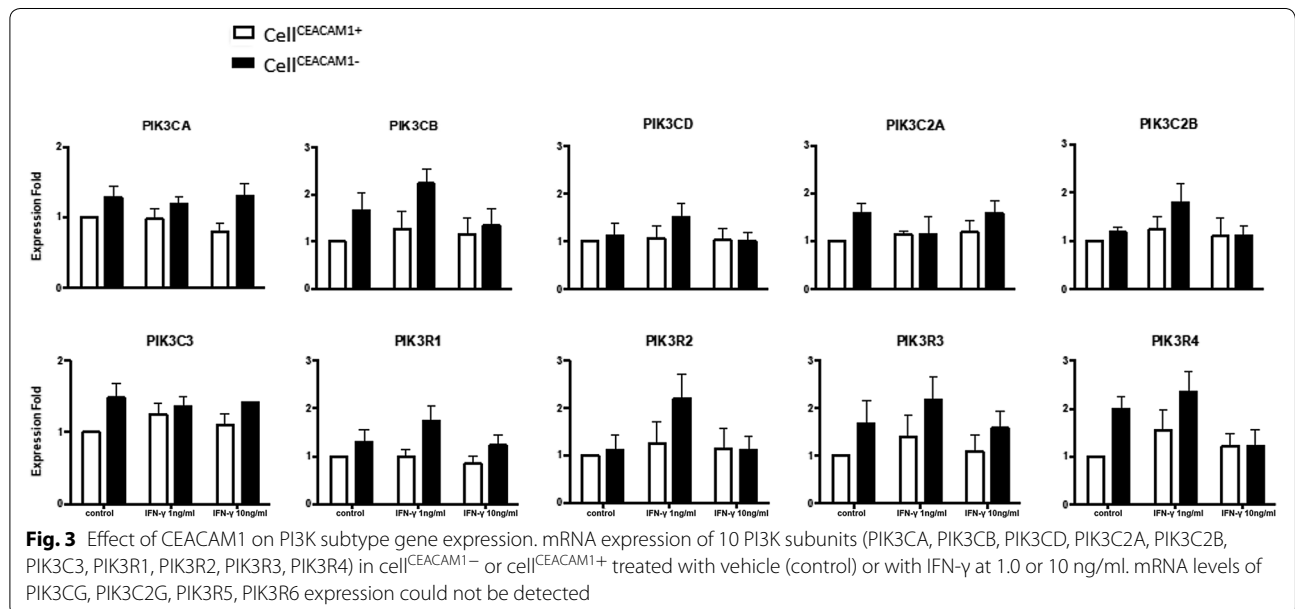 Cell^CEACAM1+
Cell^CEACAM1-
PIK3CA
PIK3CB
PIK3CD
PIK3C2A
PIK3C2B
Expression Fold
2
1
0
3
2
1
0
3
2
1
0
3
2
1
0
3
2
1
0
PIK3C3
PIK3R1
PIK3R2
PIK3R3
PIK3R4
Expression Fold
2
1
0
3
2
1
0
3
2
1
0
3
2
1
0
3
2
1
0
control IFN-γ 1ng/ml IFN-γ 10ng/ml
control IFN-γ 1ng/ml IFN-γ 10ng/ml
control IFN-γ 1ng/ml IFN-γ 10ng/ml
control IFN-γ 1ng/ml IFN-γ 10ng/ml
control IFN-γ 1ng/ml IFN-γ 10ng/ml
Fig. 3 Effect of CEACAM1 on PI3K subtype gene expression. mRNA expression of 10 PI3K subunits (PIK3CA, PIK3CB, PIK3CD, PIK3C2A, PIK3C2B,
PIK3C3, PIK3R1, PIK3R2, PIK3R3, PIK3R4) in cell^CEACAM1− or cell^CEACAM1+ treated with vehicle (control) or with IFN-γ at 1.0 or 10 ng/ml. mRNA levels of
PIK3CG, PIK3C2G, PIK3R5, PIK3R6 expression could not be detected